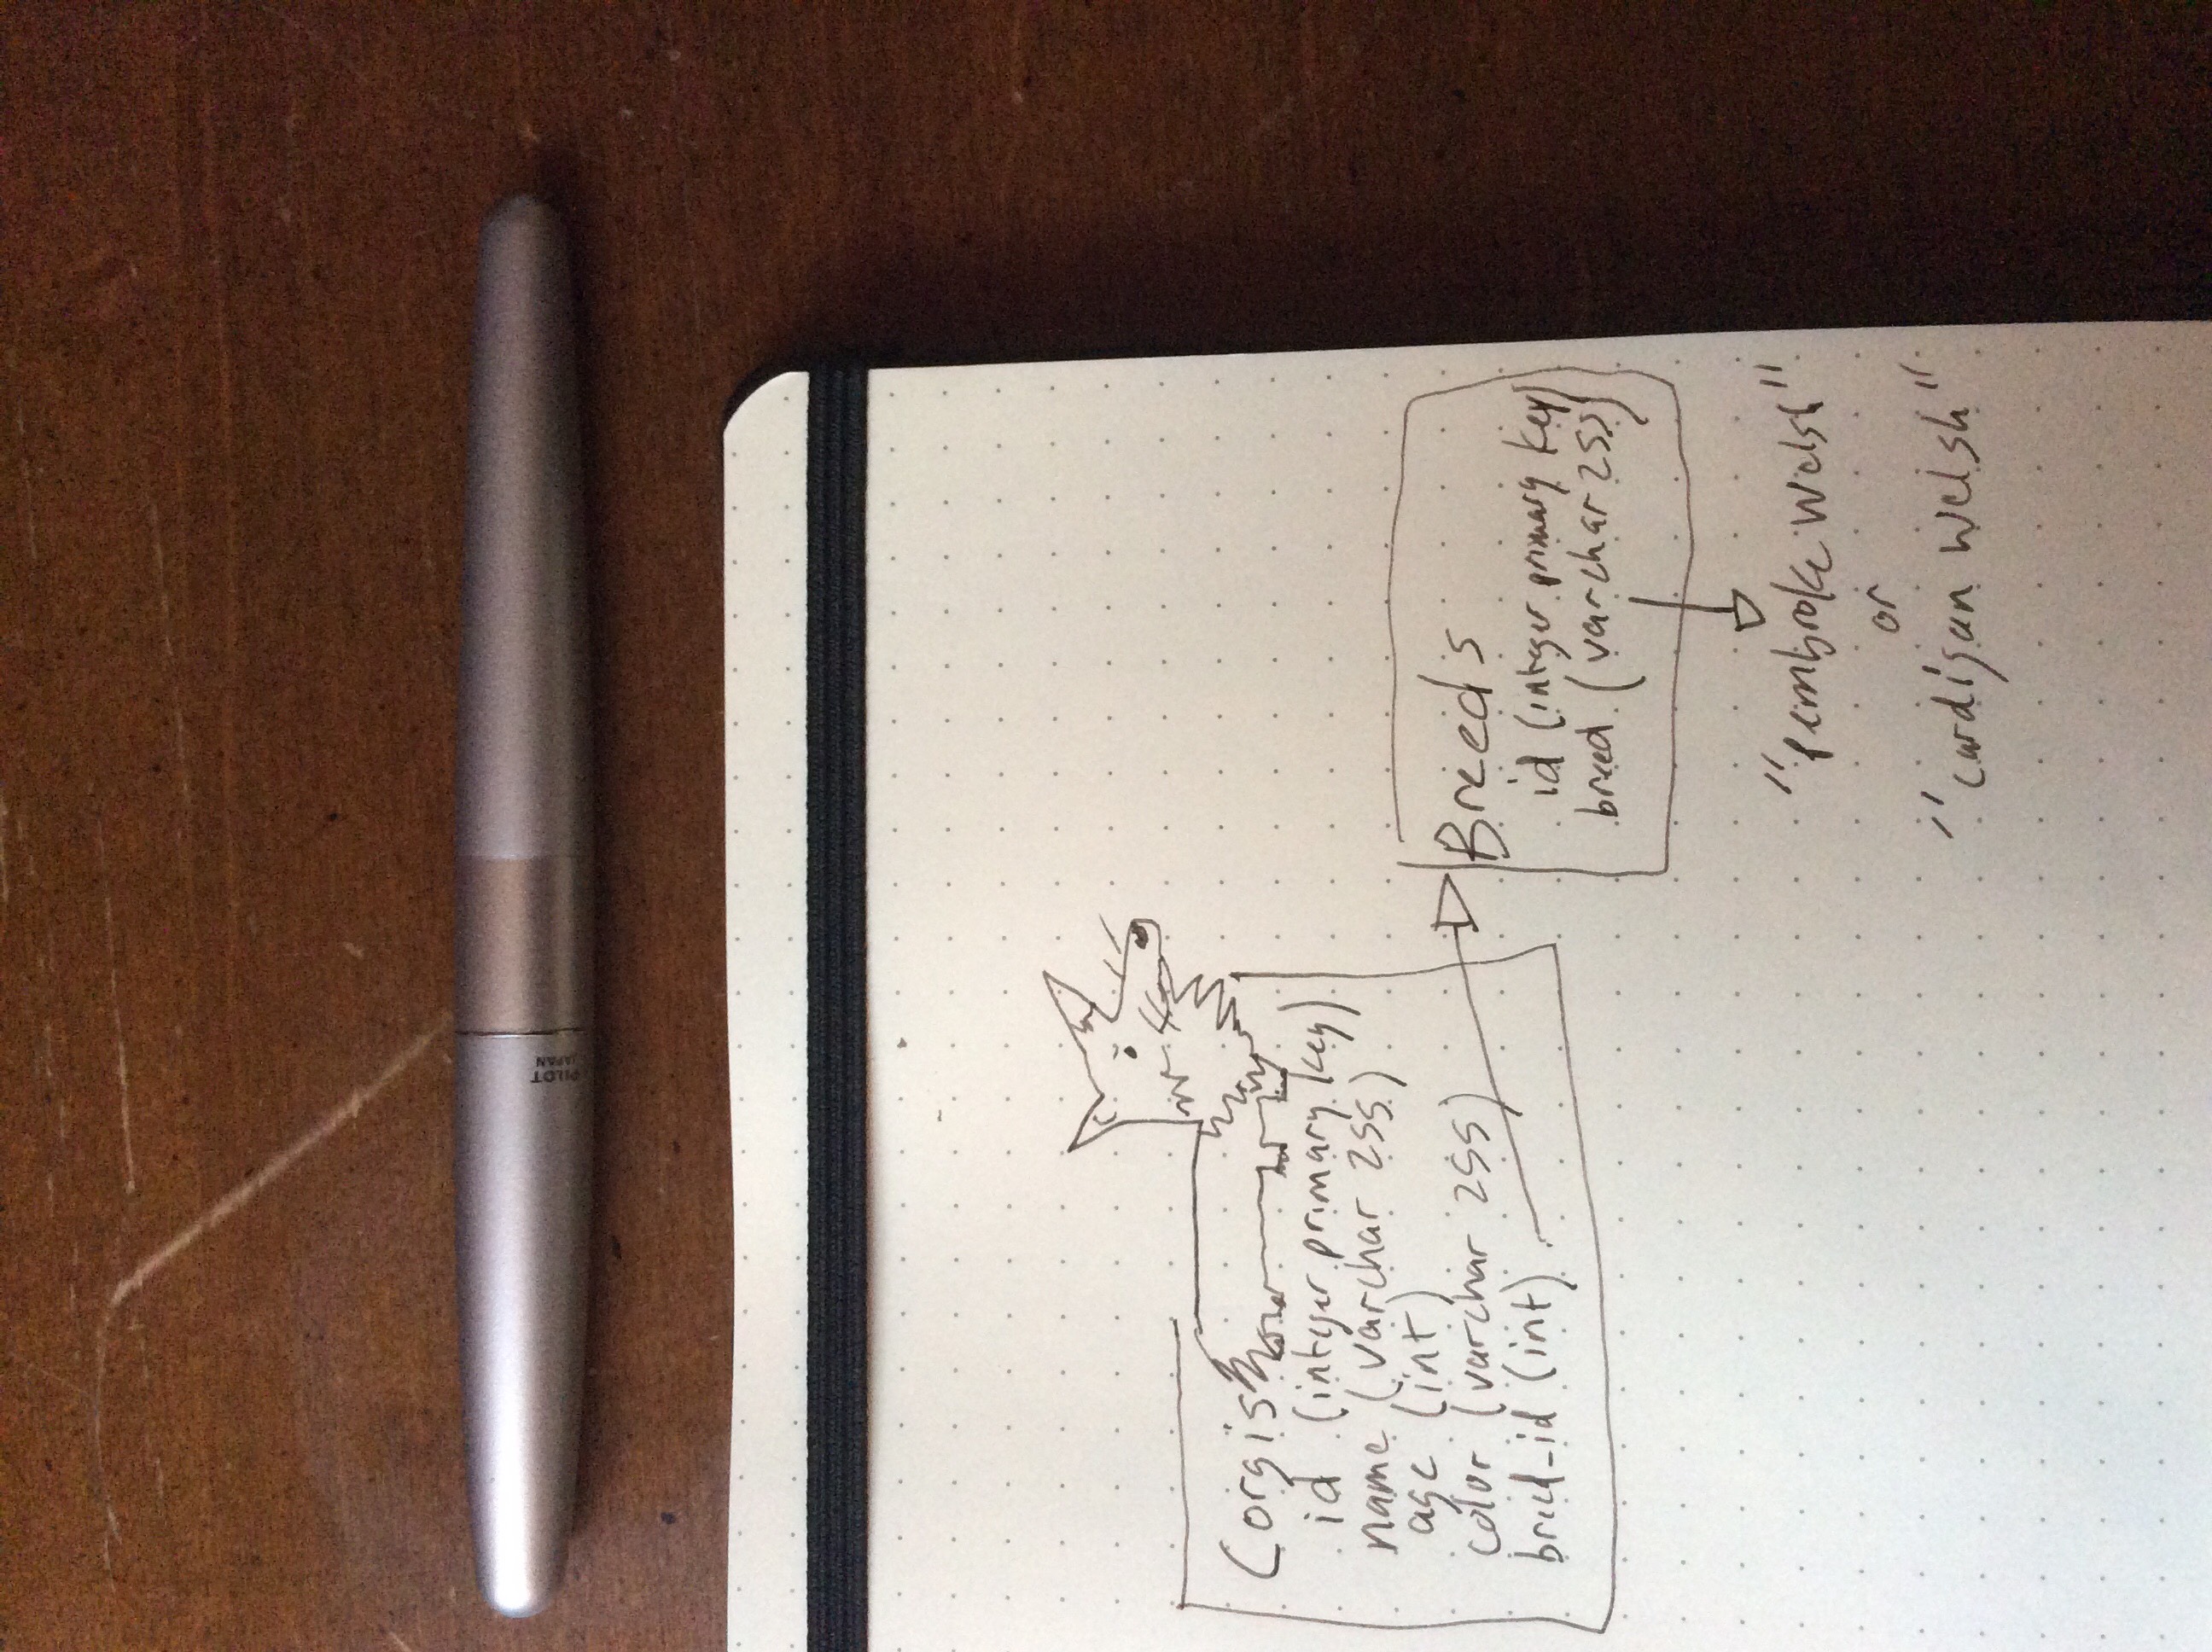 PILOT
JAPAN
Corgis
id (integer primary key)
name (varchar 255)
age (int)
color (varchar 255)
breed_id (int)
Breeds
id (integer primary key)
breed (varchar 255)
"pembroke welsh"
or
"cardigan welsh"